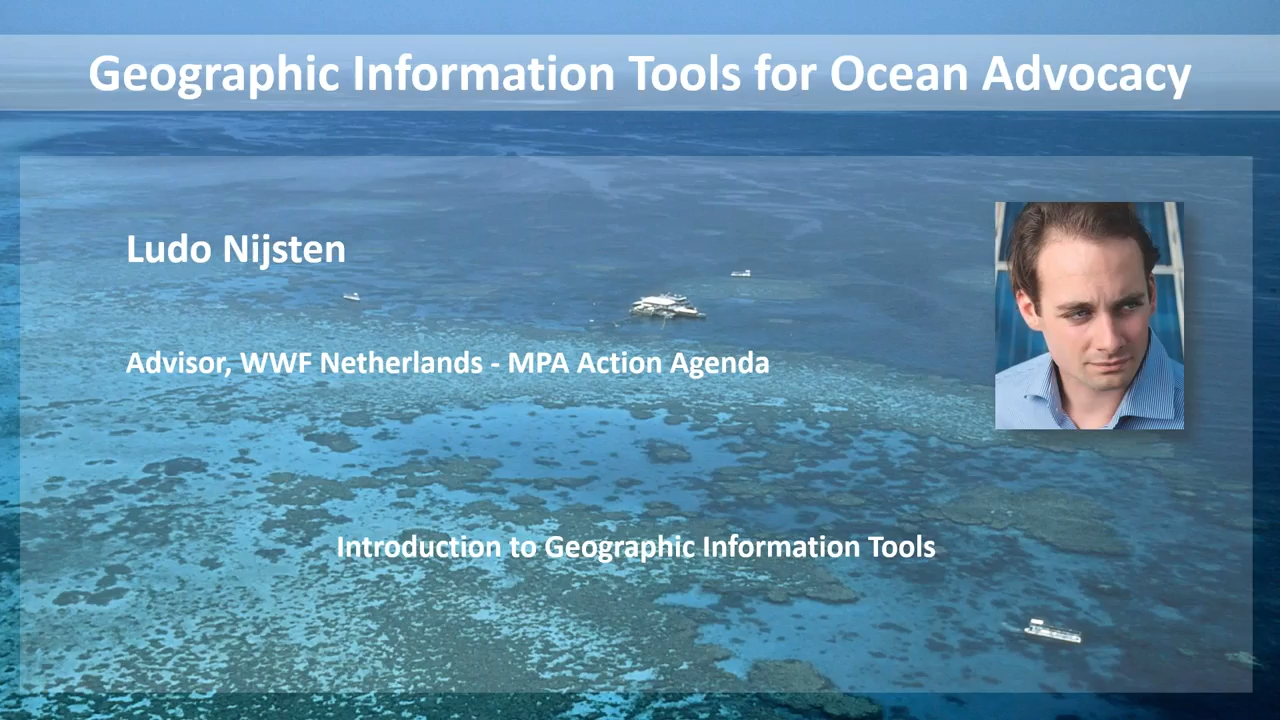 Geographic Information Tools for Ocean Advocacy
Ludo Nijsten
Advisor, WWF Netherlands - MPA Action Agenda
Introduction to Geographic Information Tools